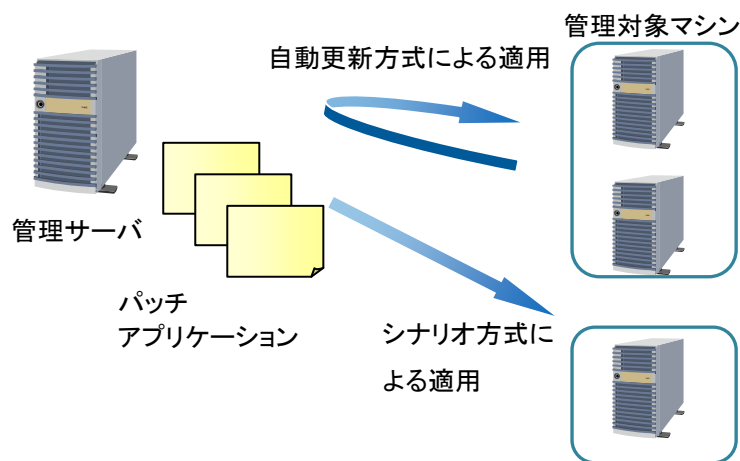 管理対象マシン
自動更新方式による適用
管理サーバ
パッチ
アプリケーション
シナリオ方式に
よる適用